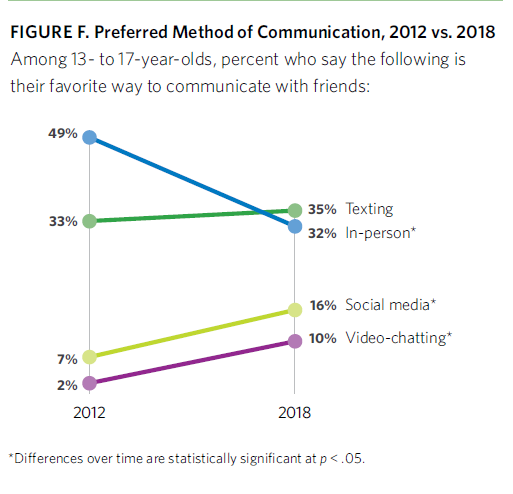 FIGURE F. Preferred Method of Communication, 2012 vs. 2018
Among 13- to 17-year-olds, percent who say the following is
their favorite way to communicate with friends:
49%
33%
35% Texting
32% In-person*
16% Social media*
10% Video-chatting*
7%
2%
2012 2018
*Differences over time are statistically significant at p < .05.